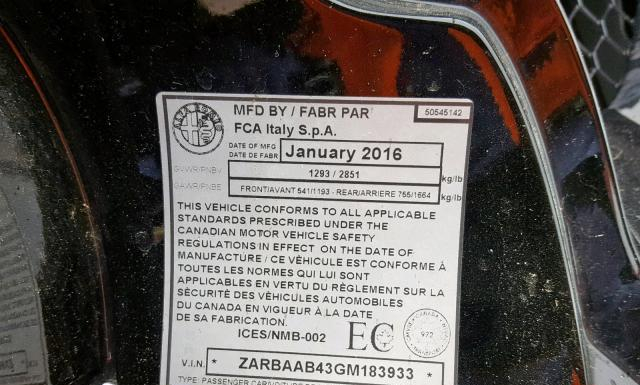 MFD BY / FABR PAR
50545142
FCA Italy S.p.A.
DATE OF MFG
DATE DE FABR
January 2016
GVWR/PNBV
1293 / 2851
kg/lb
GAWR/PNBE
FRONT/AVANT 541/1193 - REAR/ARRIERE 755/1664
kg/lb
THIS VEHICLE CONFORMS TO ALL APPLICABLE
STANDARDS PRESCRIBED UNDER THE
CANADIAN MOTOR VEHICLE SAFETY
REGULATIONS IN EFFECT ON THE DATE OF
MANUFACTURE / CE VÉHICULE EST CONFORME À
TOUTES LES NORMES QUI LUI SONT
APPLICABLES EN VERTU DU RÈGLEMENT SUR LA
SÉCURITÉ DES VÉHICULES AUTOMOBILES
DU CANADA EN VIGUEUR À LA DATE
DE SA FABRICATION.
ICES/NMB-002
EC
CANADA
972
V.I.N. * ZARBAAB43GM183933 *
TYPE: PASSENGER